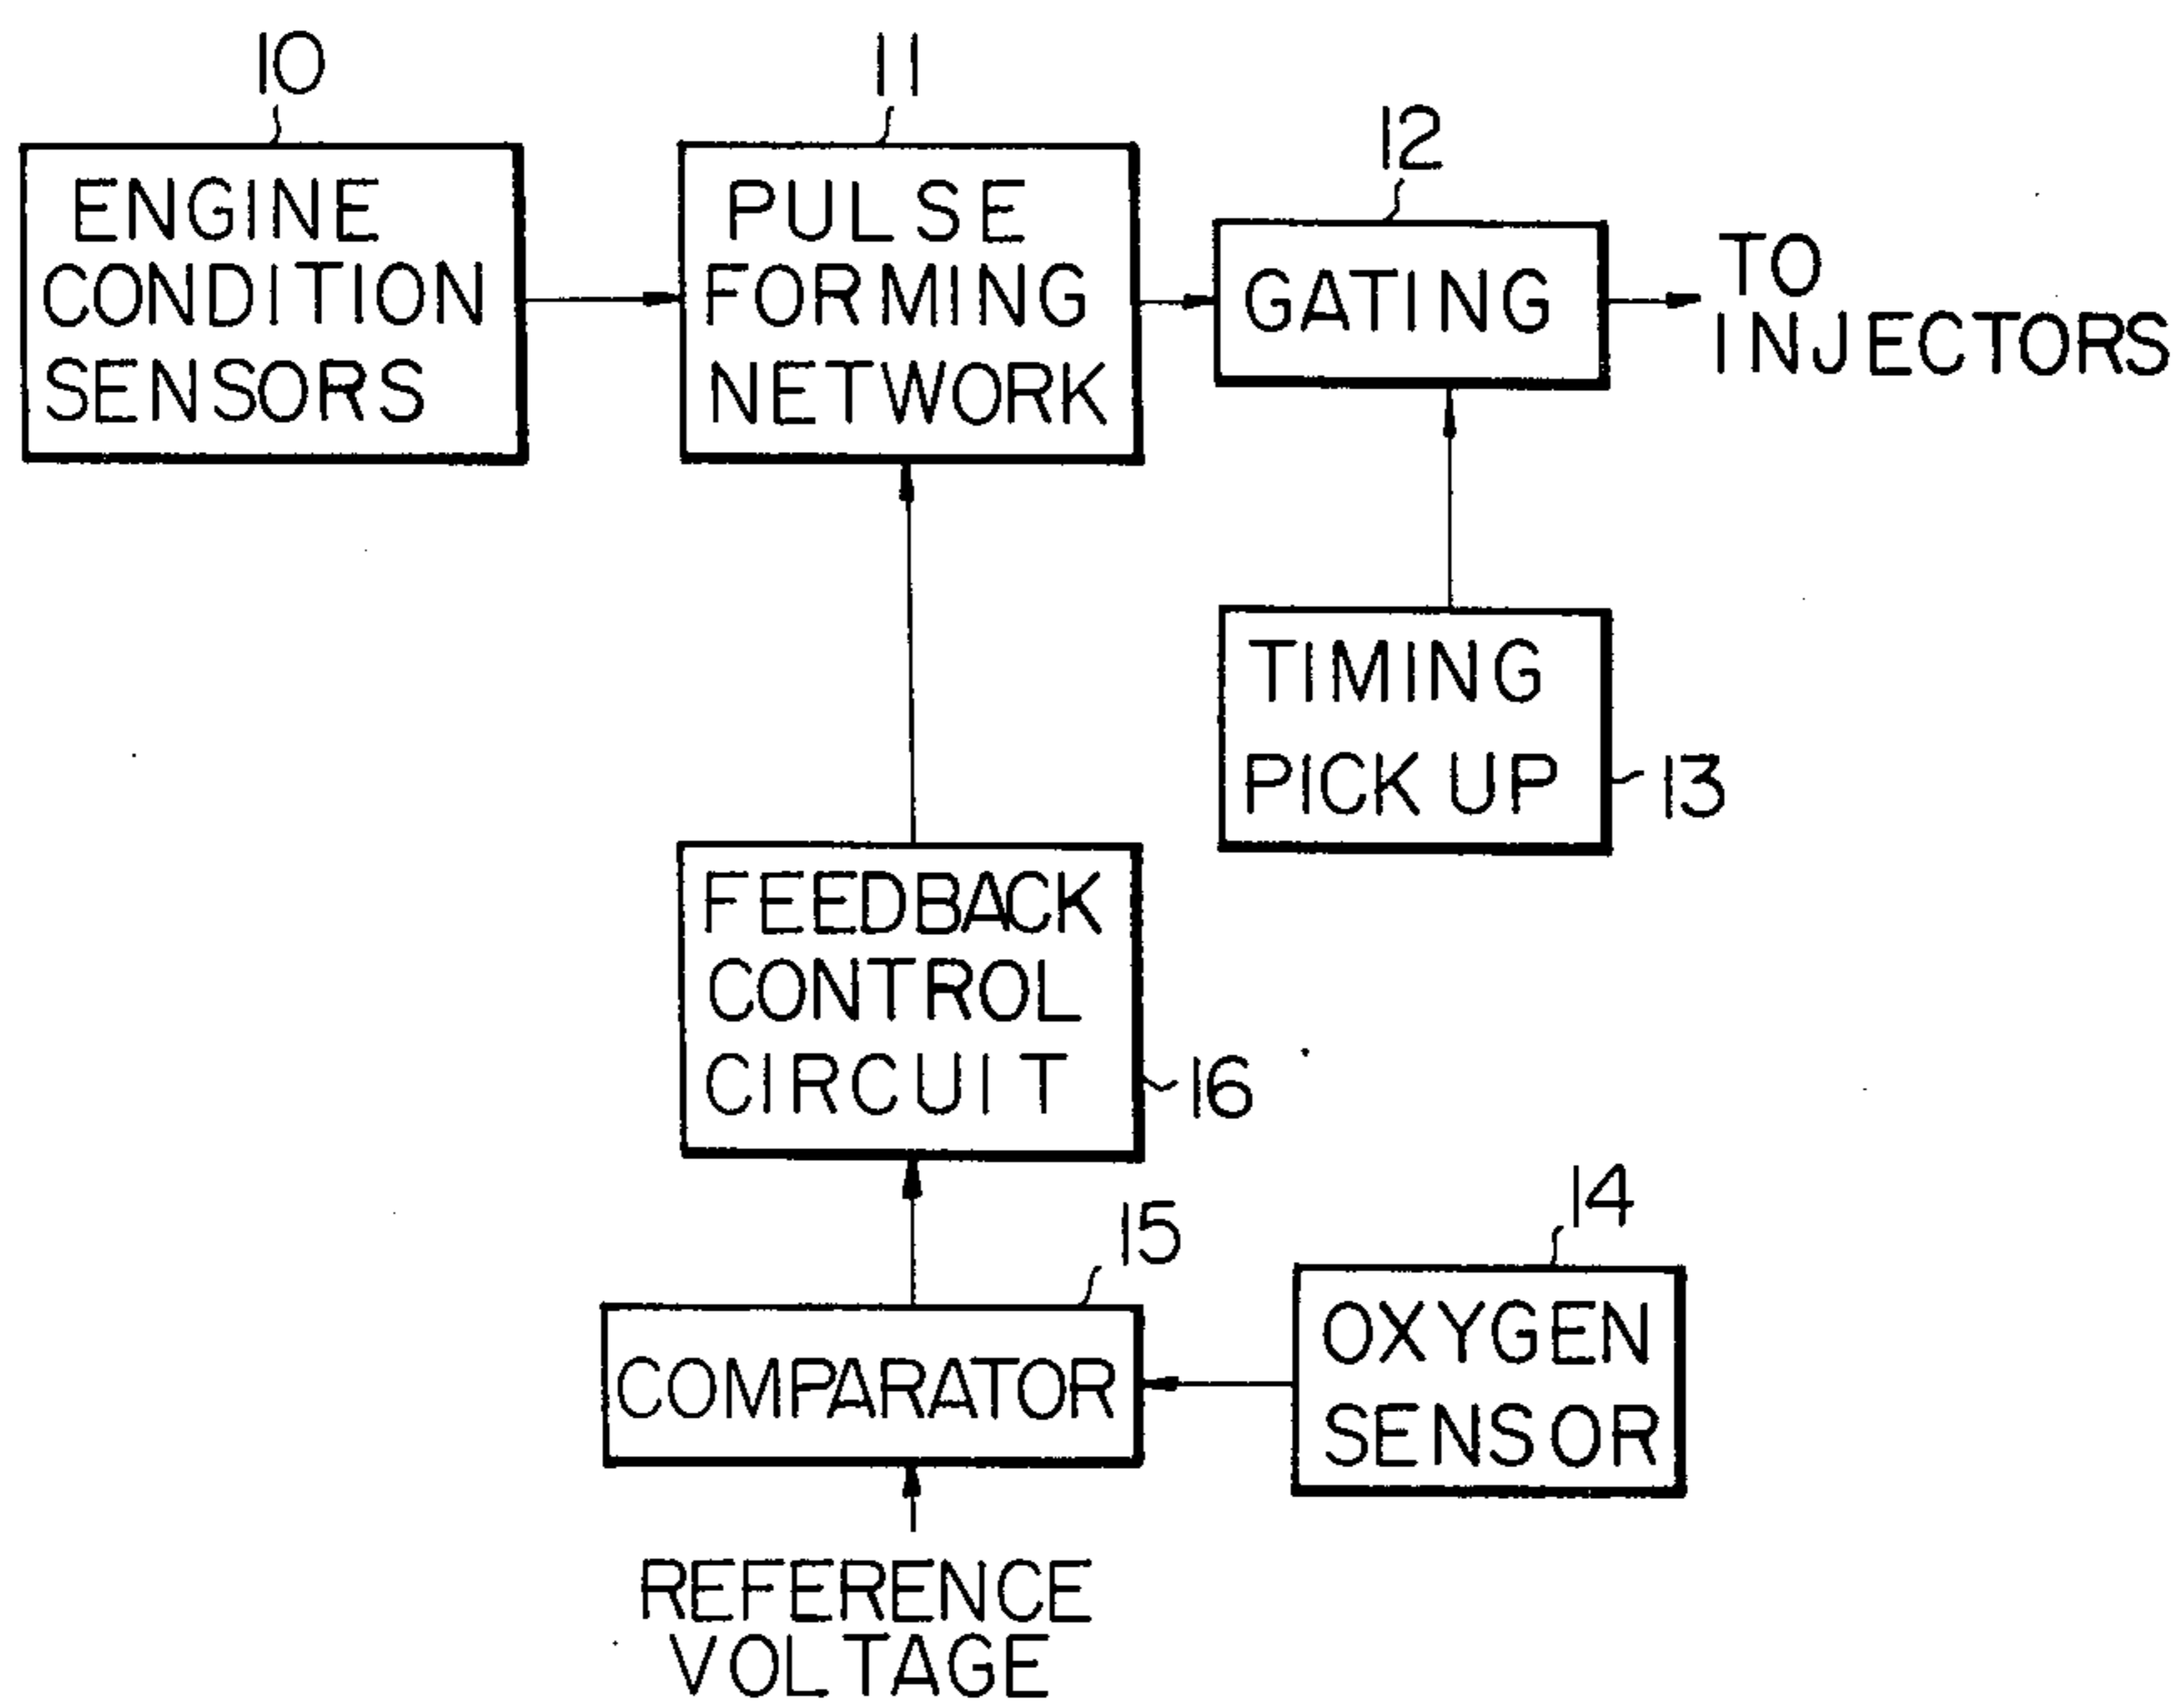 10
ENGINE
CONDITION
SENSORS
11
PULSE
FORMING
NETWORK
12
GATING
TO
INJECTORS
TIMING
PICK UP
13
FEEDBACK
CONTROL
CIRCUIT
16
15
COMPARATOR
14
OXYGEN
SENSOR
REFERENCE
VOLTAGE